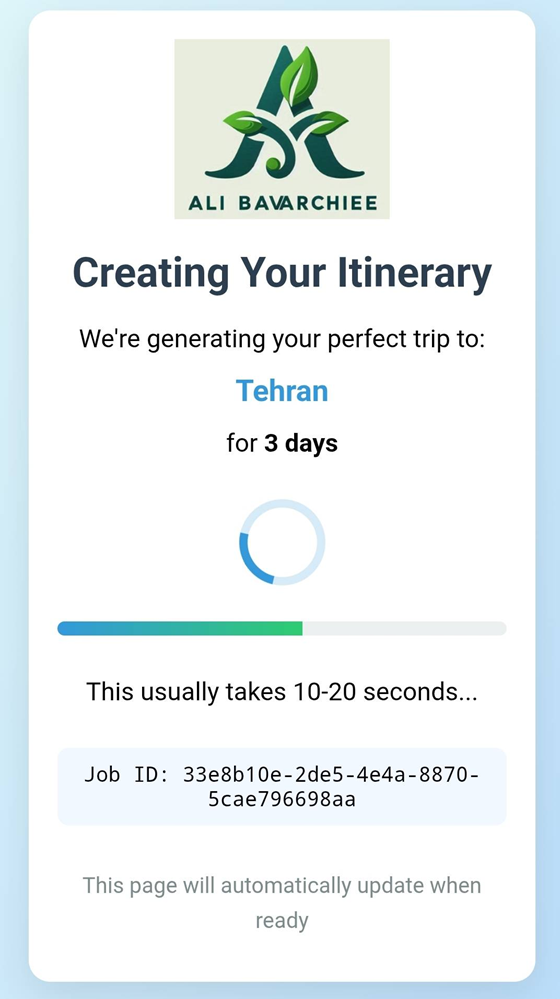 ALI BAVARCHIEE
Creating Your Itinerary
We're generating your perfect trip to:
Tehran
for 3 days
This usually takes 10-20 seconds...
Job ID: 33e8b10e-2de5-4e4a-8870-
5cae796698aa
This page will automatically update when
ready